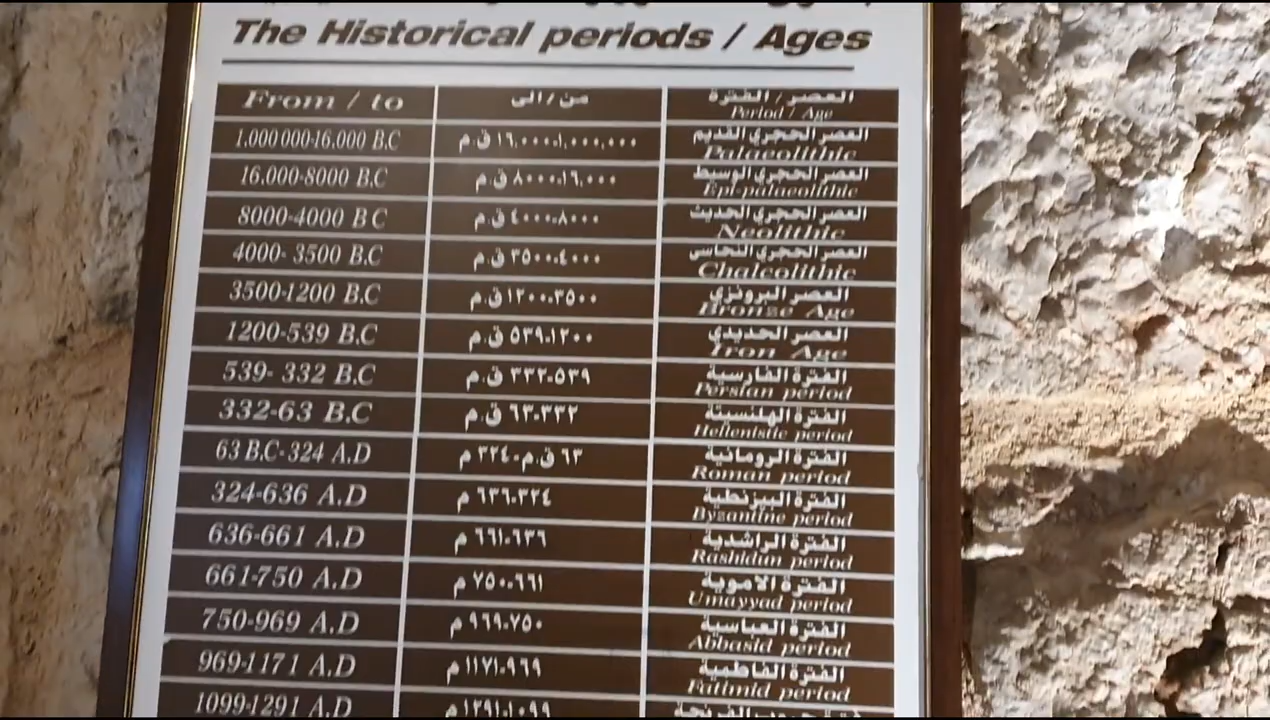 The Historical periods / Ages
From / to من / الى العصر / الفترة
Period / Age
1.000000-16.000 B.C ١٦.٠٠٠-١.٠٠٠.٠٠٠ ق.م العصر الحجري القديم
Palaeolithic
16.000-8000 B.C ٨٠٠٠-١٦.٠٠٠ ق.م العصر الحجري الوسيط
Epi-palaeolithic
8000-4000 B C ٤٠٠٠-٨٠٠٠ ق.م العصر الحجري الحديث
Neolithic
4000- 3500 B.C ٣٥٠٠-٤٠٠٠ ق.م العصر الحجري النحاسي
Chalcolithic
3500-1200 B.C ١٢٠٠-٣٥٠٠ ق.م العصر البرونزي
Bronze Age
1200-539 B.C ٥٣٩-١٢٠٠ ق.م العصر الحديدي
Iron Age
539- 332 B.C ٣٣٢-٥٣٩ ق.م الفترة الفارسية
Persian period
332-63 B.C ٦٣-٣٣٢ ق.م الفترة الهلنستية
Hellenistic period
63 B.C-324 A.D ٦٣ ق.م-٣٢٤ م الفترة الرومانية
Roman period
324-636 A.D ٦٣٦-٣٢٤ م الفترة البيزنطية
Byzantine period
636-661 A.D ٦٦١-٦٣٦ م الفترة الراشدية
Rashidun period
661-750 A.D ٧٥٠-٦٦١ م الفترة الاموية
Umayyad period
750-969 A.D ٩٦٩-٧٥٠ م الفترة العباسية
Abbasid period
969-1171 A.D ١١٧١-٩٦٩ م الفترة الفاطمية
Fatimid period
1099-1291 A.D ١٢٩١-١٠٩٩ م